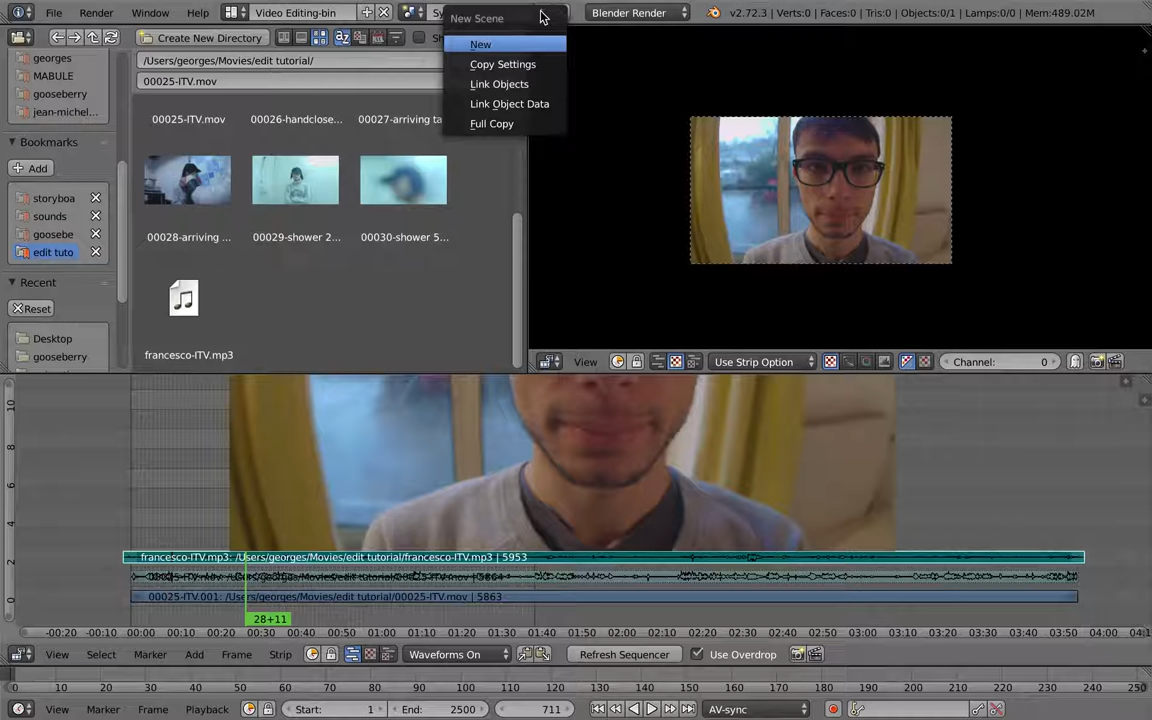 File Render Window Help Video Editing-bin Sy Blender Render v2.72.3 | Verts:0 | Faces:0 | Tris:0 | Objects:0/1 | Lamps:0/0 | Mem:489.02M
New Scene
New
Copy Settings
Link Objects
Link Object Data
Full Copy
Create New Directory Sh
georges
MABULE
gooseberry
jean-michel...
Bookmarks
Add
storyboa
sounds
goosebe
edit tuto
Recent
Reset
Desktop
gooseberry
/Users/georges/Movies/edit tutorial/
00025-ITV.mov
00025-ITV.mov 00026-handclose... 00027-arriving ta
00028-arriving ... 00029-shower 2... 00030-shower 5...
francesco-ITV.mp3
View Use Strip Option Channel: 0
10
8
6
4
2
0
francesco-ITV.mp3: /Users/georges/Movies/edit tutorial/francesco-ITV.mp3 | 5953
00025-ITV.mov: /Users/georges/Movies/edit tutorial/00025-ITV.mov | 5864
00025-ITV.001: /Users/georges/Movies/edit tutorial/00025-ITV.mov | 5863
28+11
-00:20 -00:10 00:00 00:10 00:20 00:30 00:40 00:50 01:00 01:10 01:20 01:30 01:40 01:50 02:00 02:10 02:20 02:30 02:40 02:50 03:00 03:10 03:20 03:30 03:40 03:50 04:00 04:1
View Select Marker Add Frame Strip Waveforms On Refresh Sequencer Use Overdrop
0 10 20 30 40 50 60 70 80 90 100 110 120 130 140 150 160 170 180 190 200 210 220 230 240 250
View Marker Frame Playback Start: 1 End: 2500 711 AV-sync